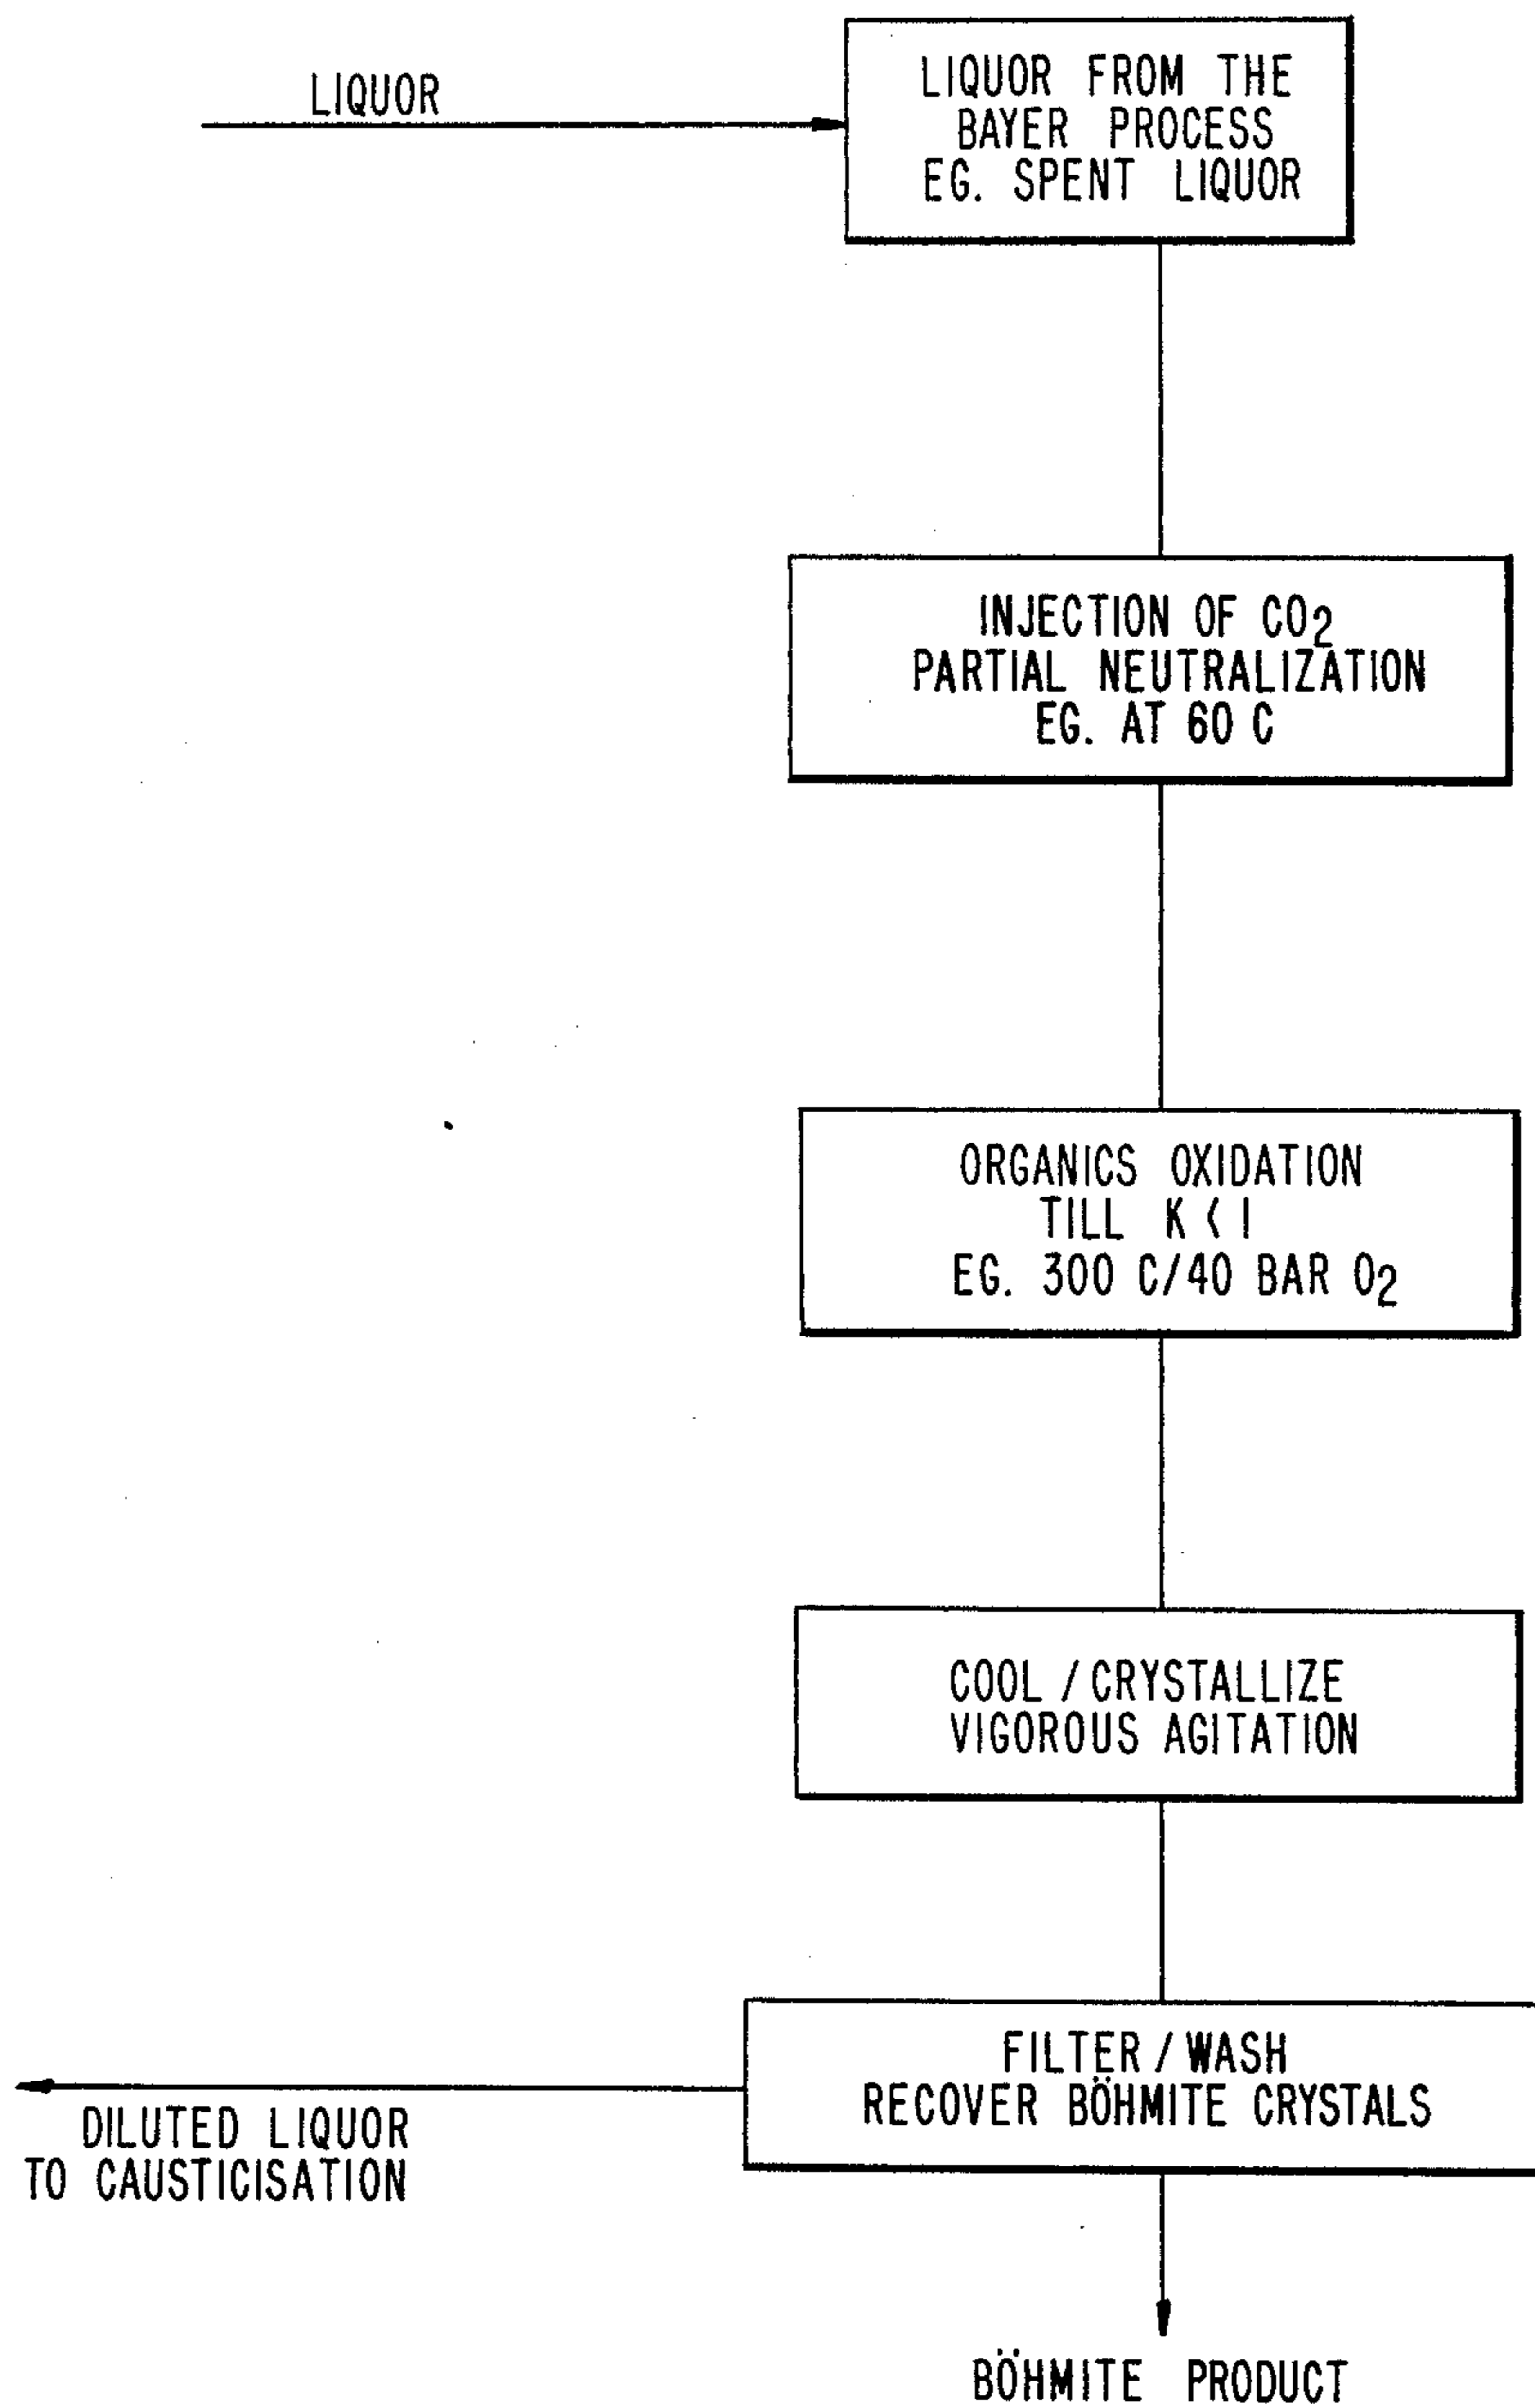 LIQUOR
LIQUOR FROM THE
BAYER PROCESS
EG. SPENT LIQUOR
INJECTION OF CO₂
PARTIAL NEUTRALIZATION
EG. AT 60 C
ORGANICS OXIDATION
TILL K < 1
EG. 300 C/40 BAR O₂
COOL / CRYSTALLIZE
VIGOROUS AGITATION
FILTER / WASH
RECOVER BÖHMITE CRYSTALS
DILUTED LIQUOR
TO CAUSTICISATION
BÖHMITE PRODUCT